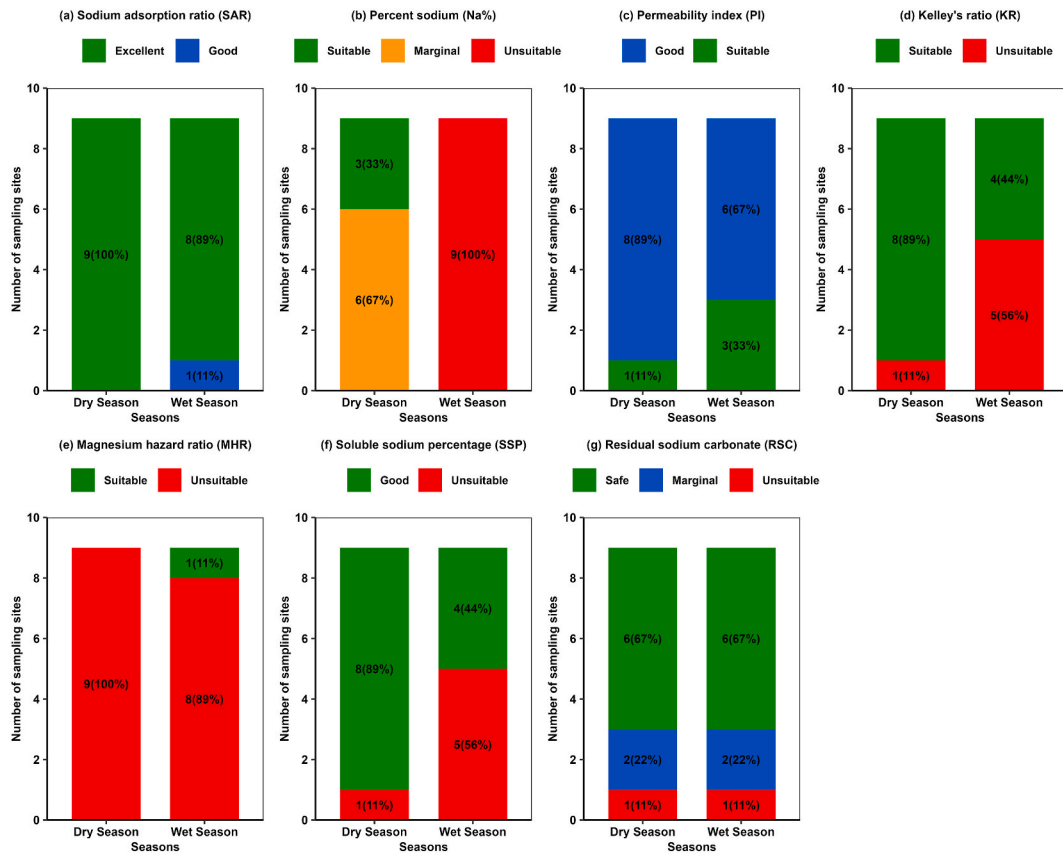 (a) Sodium adsorption ratio (SAR)
Excellent Good
10
8
6
4
2
0
Number of sampling sites
9(100%)
8(89%)
1(11%)
Dry Season Wet Season
Seasons
(b) Percent sodium (Na%)
Suitable Marginal Unsuitable
10
8
6
4
2
0
Number of sampling sites
3(33%)
6(67%)
9(100%)
Dry Season Wet Season
Seasons
(c) Permeability index (PI)
Good Suitable
10
8
6
4
2
0
Number of sampling sites
8(89%)
1(11%)
6(67%)
3(33%)
Dry Season Wet Season
Seasons
(d) Kelley's ratio (KR)
Suitable Unsuitable
10
8
6
4
2
0
Number of sampling sites
8(89%)
1(11%)
4(44%)
5(56%)
Dry Season Wet Season
Seasons
(e) Magnesium hazard ratio (MHR)
Suitable Unsuitable
10
8
6
4
2
0
Number of sampling sites
9(100%)
1(11%)
8(89%)
Dry Season Wet Season
Seasons
(f) Soluble sodium percentage (SSP)
Good Unsuitable
10
8
6
4
2
0
Number of sampling sites
8(89%)
1(11%)
4(44%)
5(56%)
Dry Season Wet Season
Seasons
(g) Residual sodium carbonate (RSC)
Safe Marginal Unsuitable
10
8
6
4
2
0
Number of sampling sites
6(67%)
2(22%)
1(11%)
6(67%)
2(22%)
1(11%)
Dry Season Wet Season
Seasons